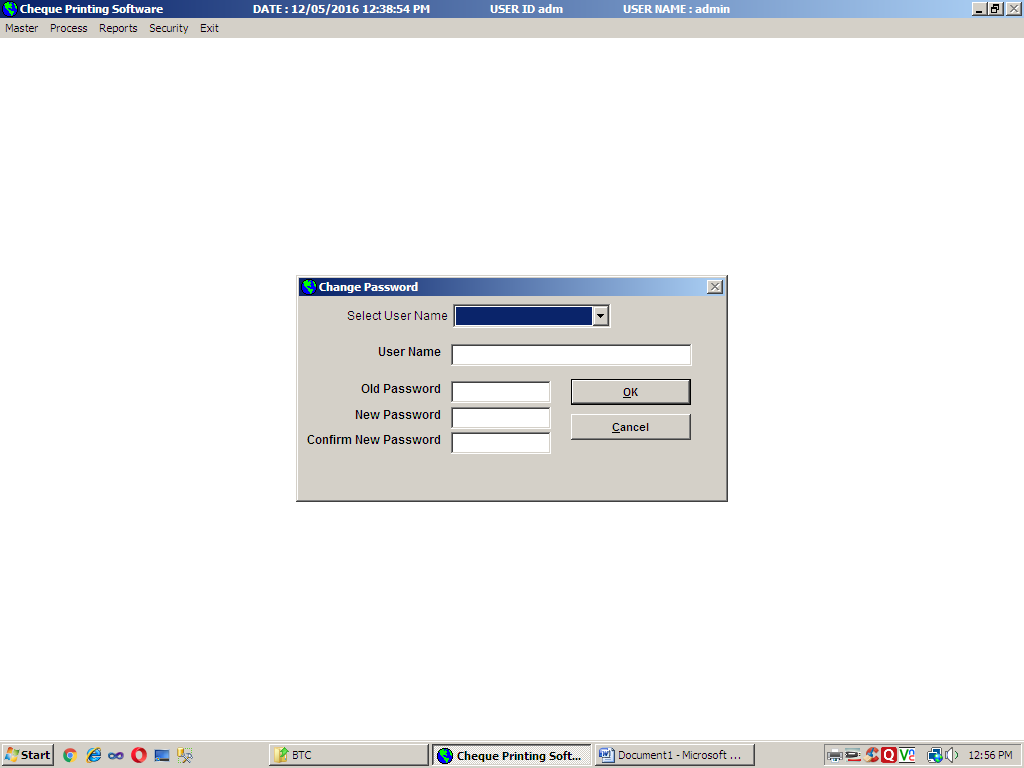 Cheque Printing Software DATE : 12/05/2016 12:38:54 PM USER ID adm USER NAME : admin
Master Process Reports Security Exit
Change Password
Select User Name
User Name
Old Password
OK
New Password
Cancel
Confirm New Password
Start BTC Cheque Printing Soft... Document1 - Microsoft ... 12:56 PM